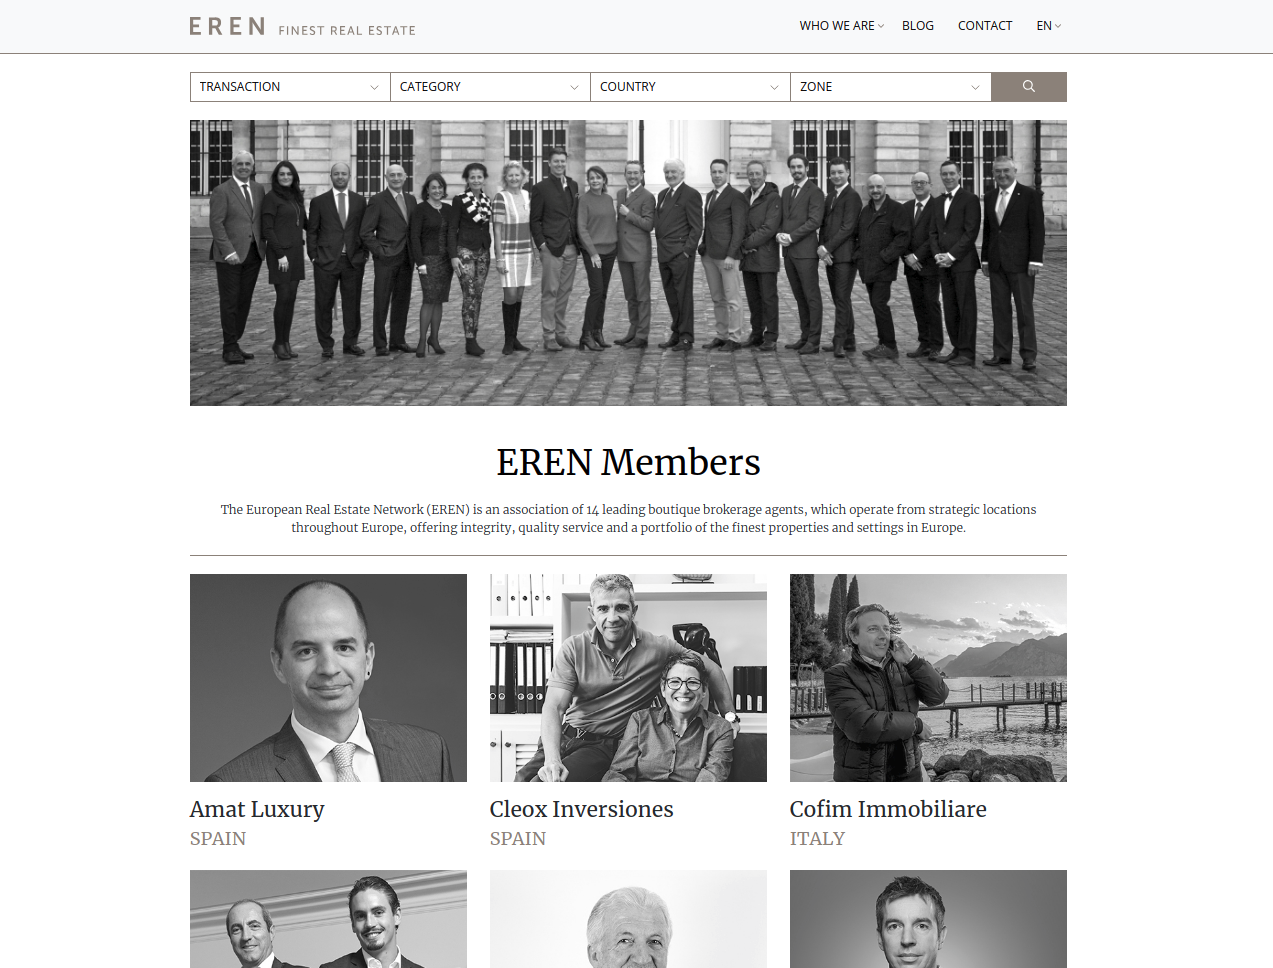 EREN FINEST REAL ESTATE
WHO WE ARE BLOG CONTACT EN
TRANSACTION CATEGORY COUNTRY ZONE
EREN Members
The European Real Estate Network (EREN) is an association of 14 leading boutique brokerage agents, which operate from strategic locations
throughout Europe, offering integrity, quality service and a portfolio of the finest properties and settings in Europe.
Amat Luxury
SPAIN
Cleox Inversiones
SPAIN
Cofim Immobiliare
ITALY